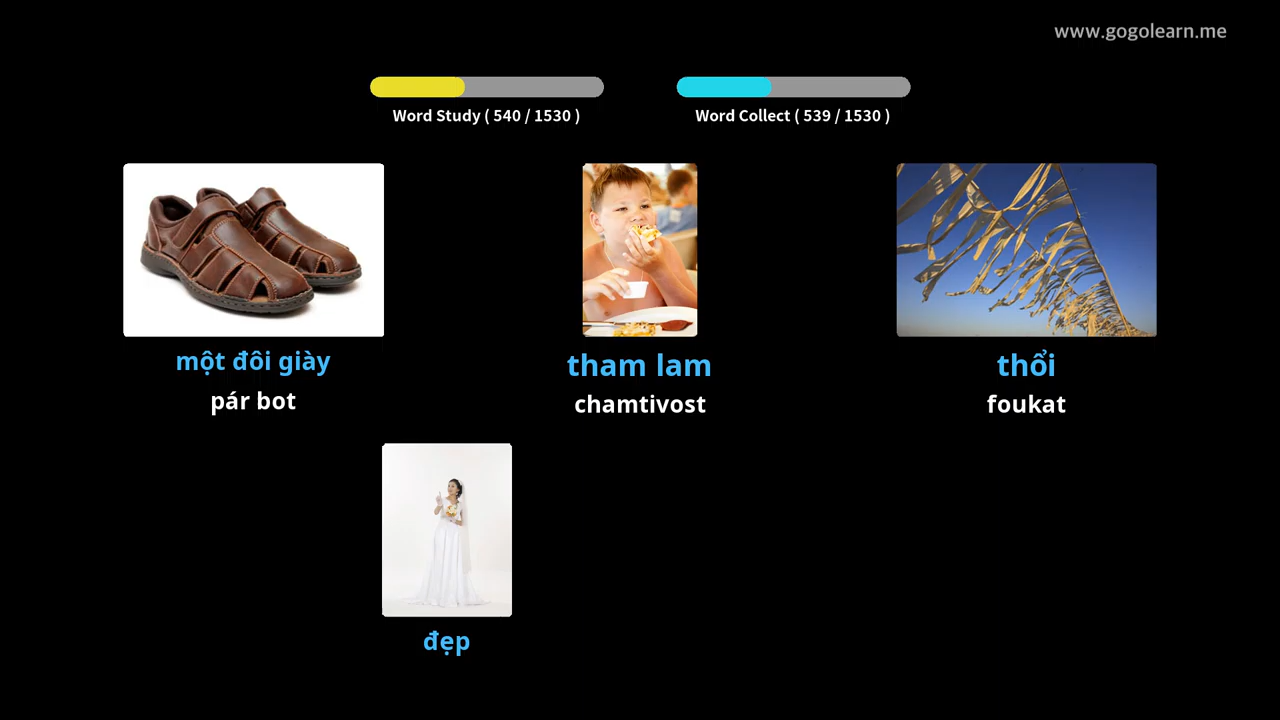 www.gogolearn.me
Word Study ( 540 / 1530 )
Word Collect ( 539 / 1530 )
một đôi giày
pár bot
tham lam
chamtivost
thổi
foukat
đẹp